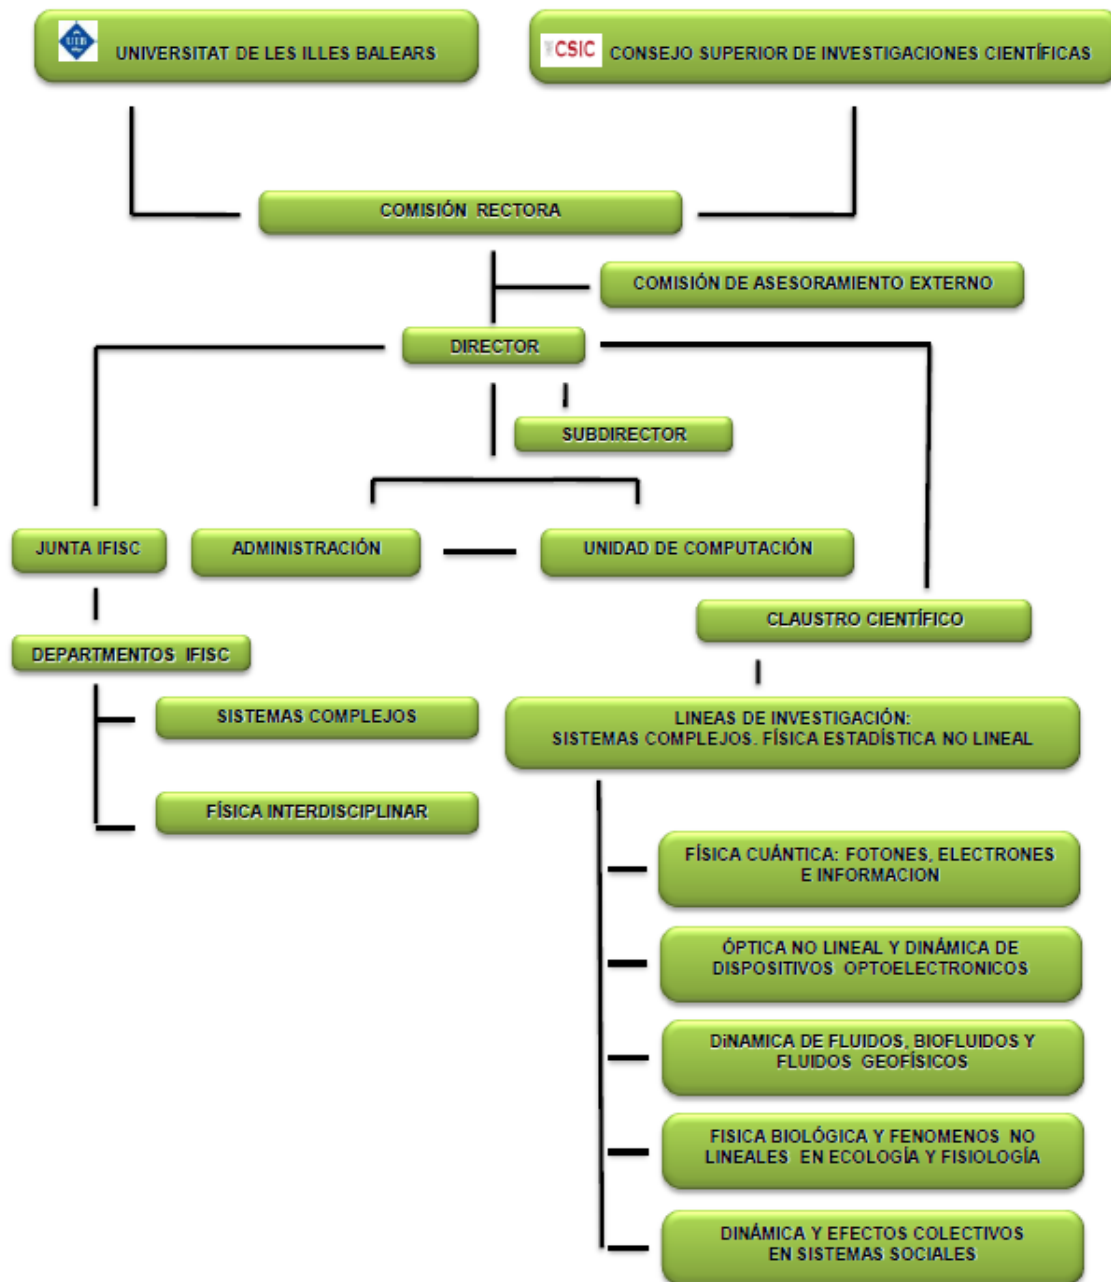 UIB
UNIVERSITAT DE LES ILLES BALEARS
CSIC
CONSEJO SUPERIOR DE INVESTIGACIONES CIENTÍFICAS
COMISIÓN RECTORA
COMISIÓN DE ASESORAMIENTO EXTERNO
DIRECTOR
SUBDIRECTOR
JUNTA IFISC
ADMINISTRACIÓN
UNIDAD DE COMPUTACIÓN
CLAUSTRO CIENTÍFICO
DEPARTMENTOS IFISC
SISTEMAS COMPLEJOS
FÍSICA INTERDISCIPLINAR
LINEAS DE INVESTIGACIÓN:
SISTEMAS COMPLEJOS. FÍSICA ESTADÍSTICA NO LINEAL
FÍSICA CUÁNTICA: FOTONES, ELECTRONES
E INFORMACION
ÓPTICA NO LINEAL Y DINÁMICA DE
DISPOSITIVOS OPTOELECTRONICOS
DiNAMICA DE FLUIDOS, BIOFLUIDOS Y
FLUIDOS GEOFÍSICOS
FISICA BIOLÓGICA Y FENOMENOS NO
LINEALES EN ECOLOGÍA Y FISIOLOGÍA
DINÁMICA Y EFECTOS COLECTIVOS
EN SISTEMAS SOCIALES